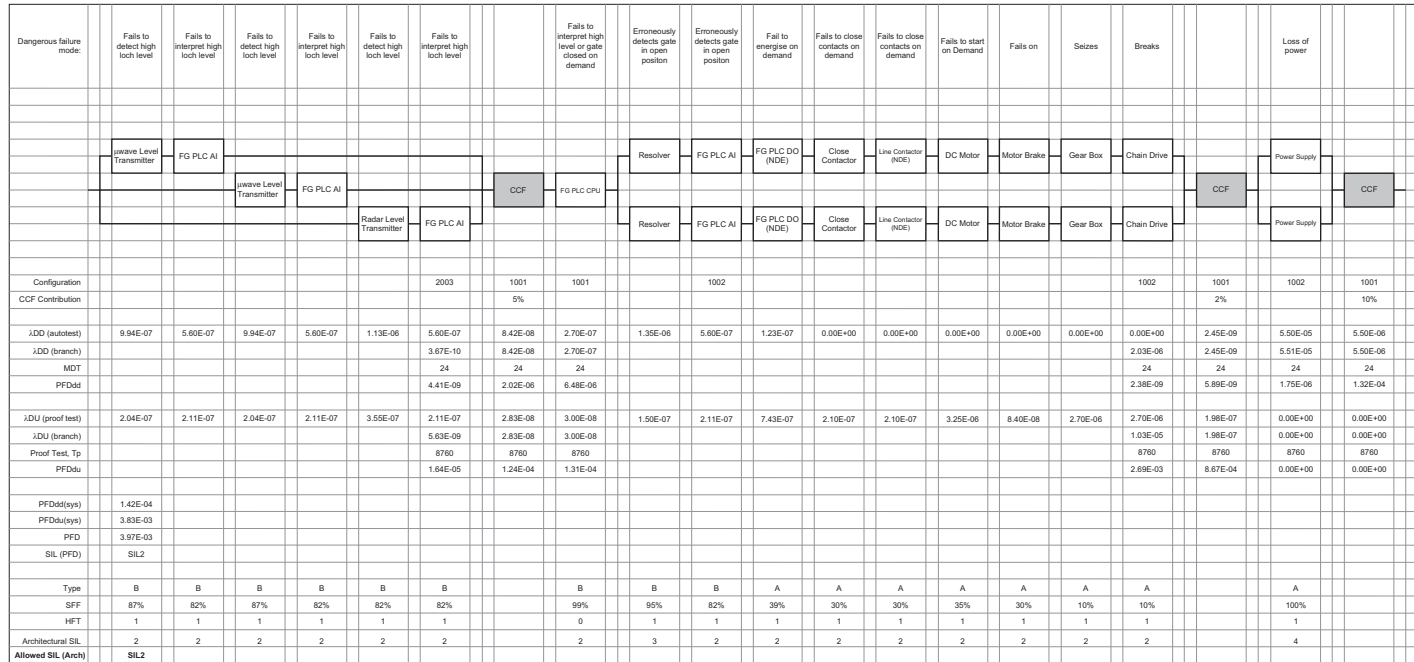 Dangerous failure mode:
Fails to detect high loch level
Fails to interpret high loch level
Fails to detect high loch level
Fails to interpret high loch level
Fails to detect high loch level
Fails to interpret high loch level
Fails to interpret high level or gate closed on demand
Erroneously detects gate in open positon
Erroneously detects gate in open positon
Fail to energise on demand
Fails to close contacts on demand
Fails to close contacts on demand
Fails to start on Demand
Fails on
Seizes
Breaks
Loss of power
µwave Level Transmitter
FG PLC AI
Resolver
FG PLC AI
FG PLC DO (NDE)
Close Contactor
Line Contactor (NDE)
DC Motor
Motor Brake
Gear Box
Chain Drive
Power Supply
µwave Level Transmitter
FG PLC AI
CCF
FG PLC CPU
CCF
CCF
Radar Level Transmitter
FG PLC AI
Resolver
FG PLC AI
FG PLC DO (NDE)
Close Contactor
Line Contactor (NDE)
DC Motor
Motor Brake
Gear Box
Chain Drive
Power Supply
Configuration 2003 1001 1001 1002 1002 1001 1002 1001
CCF Contribution 5% 2% 10%
λDD (autotest) 9.94E-07 5.60E-07 9.94E-07 5.60E-07 1.13E-06 5.60E-07 8.42E-08 2.70E-07 1.35E-06 5.60E-07 1.23E-07 0.00E+00 0.00E+00 0.00E+00 0.00E+00 0.00E+00 0.00E+00 2.45E-09 5.50E-05 5.50E-06
λDD (branch) 3.67E-10 8.42E-08 2.70E-07 2.03E-06 2.45E-09 5.51E-05 5.50E-06
MDT 24 24 24 24 24 24 24
PFDdd 4.41E-09 2.02E-06 6.48E-06 2.38E-09 5.89E-09 1.75E-06 1.32E-04
λDU (proof test) 2.04E-07 2.11E-07 2.04E-07 2.11E-07 3.55E-07 2.11E-07 2.83E-08 3.00E-08 1.50E-07 2.11E-07 7.43E-07 2.10E-07 2.10E-07 3.25E-06 8.40E-08 2.70E-06 2.70E-06 1.98E-07 0.00E+00 0.00E+00
λDU (branch) 5.63E-09 2.83E-08 3.00E-08 1.03E-05 1.98E-07 0.00E+00 0.00E+00
Proof Test, Tp 8760 8760 8760 8760 8760 8760 8760
PFDdu 1.64E-05 1.24E-04 1.31E-04 2.69E-03 8.67E-04 0.00E+00 0.00E+00
PFDdd(sys) 1.42E-04
PFDdu(sys) 3.83E-03
PFD 3.97E-03
SIL (PFD) SIL2
Type B B B B B B B B B A A A A A A A A
SFF 87% 82% 87% 82% 82% 82% 99% 95% 82% 39% 30% 30% 35% 30% 10% 10% 100%
HFT 1 1 1 1 1 1 0 1 1 1 1 1 1 1 1 1 1
Architectural SIL 2 2 2 2 2 2 2 3 2 2 2 2 2 2 2 2 4
Allowed SIL (Arch) SIL2